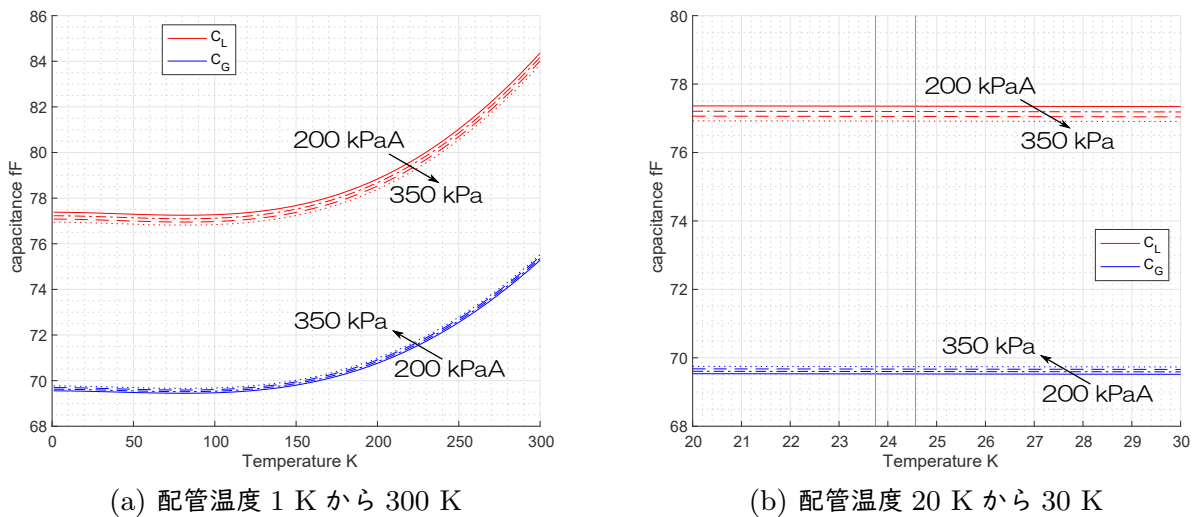 86
84
82
80
78
76
74
72
70
68
capacitance fF
C_L
C_G
200 kPaA
350 kPa
350 kPa
200 kPaA
0 50 100 150 200 250 300
Temperature K
(a) 配管温度 1 K から 300 K
80
78
76
74
72
70
68
capacitance fF
200 kPaA
350 kPa
C_L
C_G
350 kPa
200 kPaA
20 21 22 23 24 25 26 27 28 29 30
Temperature K
(b) 配管温度 20 K から 30 K